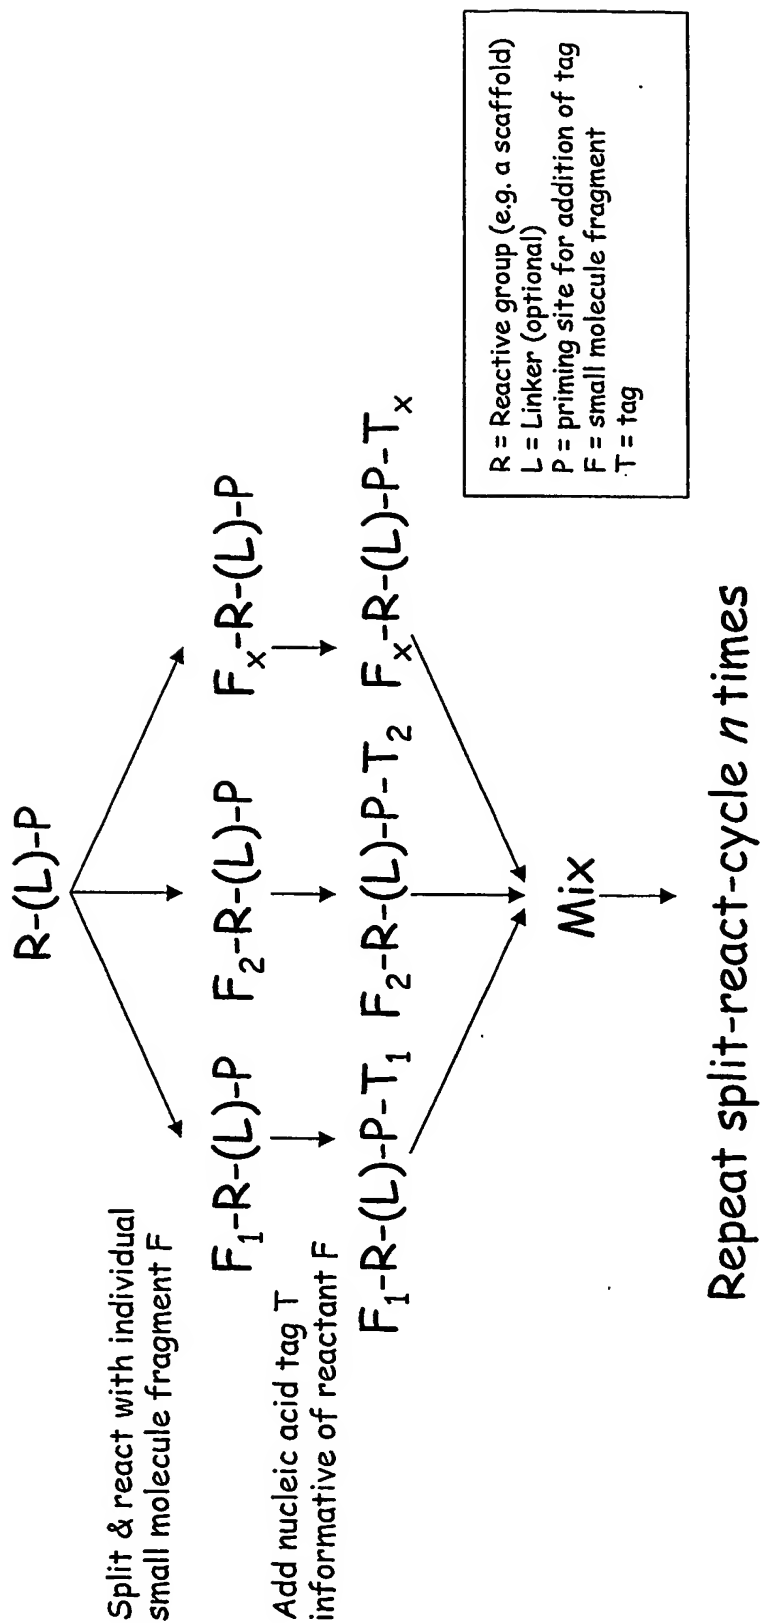 R-(L)-P
Split & react with individual
small molecule fragment F
F₁-R-(L)-P F₂-R-(L)-P Fₓ-R-(L)-P
Add nucleic acid tag T
informative of reactant F
F₁-R-(L)-P-T₁ F₂-R-(L)-P-T₂ Fₓ-R-(L)-P-Tₓ
Mix
Repeat split-react-cycle n times
R = Reactive group (e.g. a scaffold)
L = Linker (optional)
P = priming site for addition of tag
F = small molecule fragment
T = tag